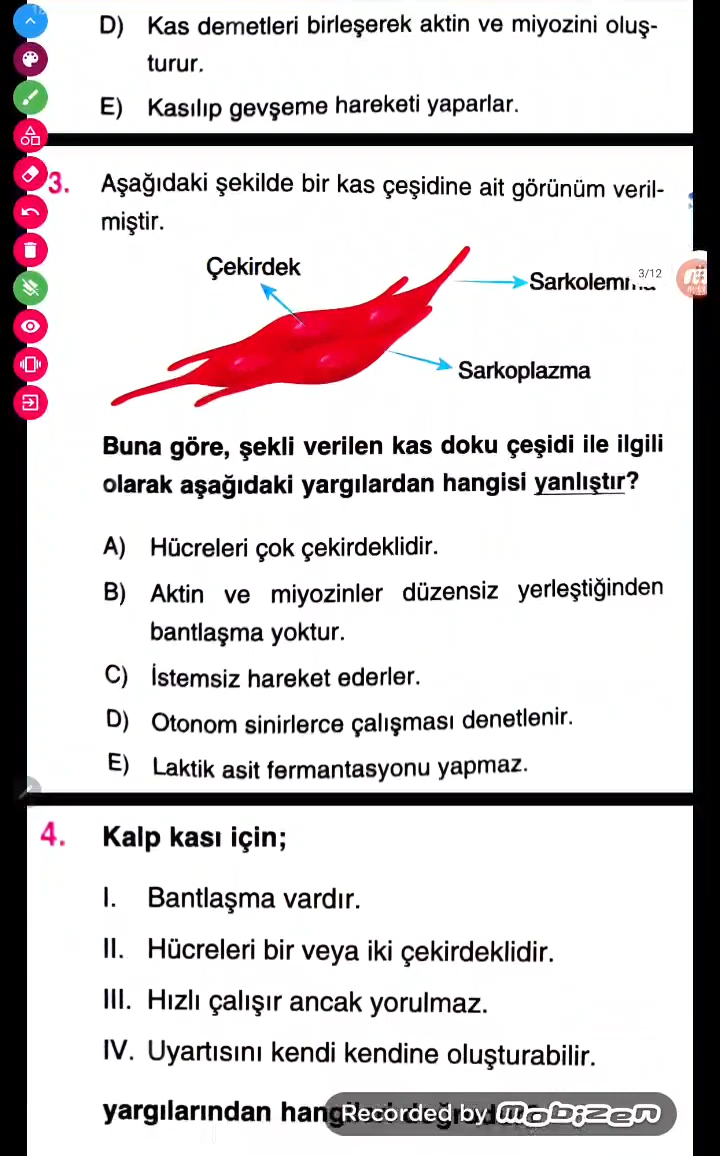 D) Kas demetleri birleşerek aktin ve miyozini oluş-
turur.
E) Kasılıp gevşeme hareketi yaparlar.
3. Aşağıdaki şekilde bir kas çeşidine ait görünüm veril-
miştir.
Çekirdek
3/12
Sarkoplazma
Buna göre, şekli verilen kas doku çeşidi ile ilgili
olarak aşağıdaki yargılardan hangisi yanlıştır?
A) Hücreleri çok çekirdeklidir.
B) Aktin ve miyozinler düzensiz yerleştiğinden
bantlaşma yoktur.
C) İstemsiz hareket ederler.
D) Otonom sinirlerce çalışması denetlenir.
E) Laktik asit fermantasyonu yapmaz.
4. Kalp kası için;
I. Bantlaşma vardır.
II. Hücreleri bir veya iki çekirdeklidir.
III. Hızlı çalışır ancak yorulmaz.
IV. Uyartısını kendi kendine oluşturabilir.
yargılarından
Recorded by mobizen